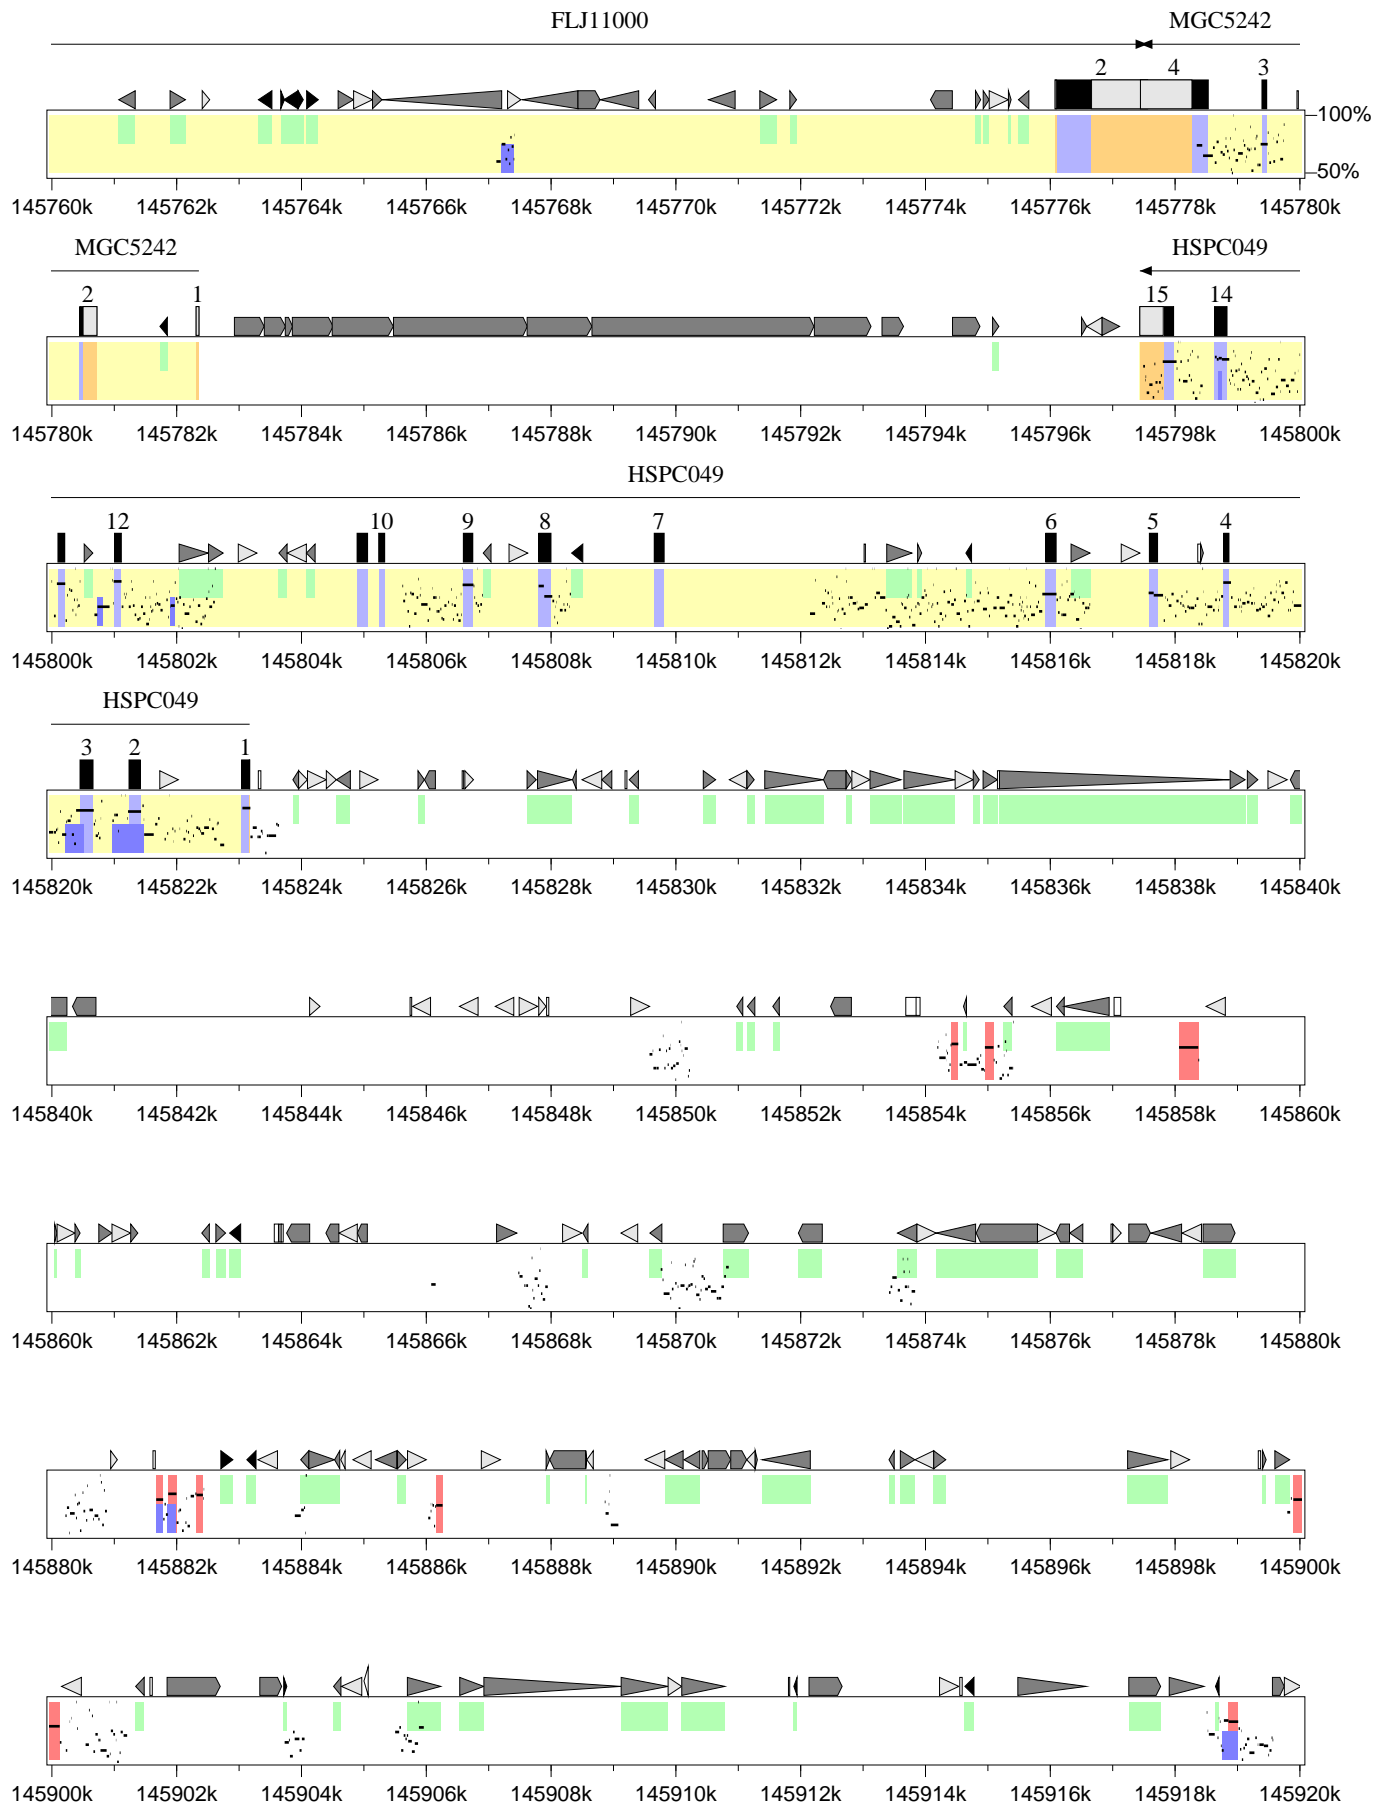 FLJ11000 MGC5242
2 4 3
100%
50%
145760k 145762k 145764k 145766k 145768k 145770k 145772k 145774k 145776k 145778k 145780k
MGC5242 HSPC049
2 1 15 14
145780k 145782k 145784k 145786k 145788k 145790k 145792k 145794k 145796k 145798k 145800k
HSPC049
12 10 9 8 7 6 5 4
145800k 145802k 145804k 145806k 145808k 145810k 145812k 145814k 145816k 145818k 145820k
HSPC049
3 2 1
145820k 145822k 145824k 145826k 145828k 145830k 145832k 145834k 145836k 145838k 145840k
145840k 145842k 145844k 145846k 145848k 145850k 145852k 145854k 145856k 145858k 145860k
145860k 145862k 145864k 145866k 145868k 145870k 145872k 145874k 145876k 145878k 145880k
145880k 145882k 145884k 145886k 145888k 145890k 145892k 145894k 145896k 145898k 145900k
145900k 145902k 145904k 145906k 145908k 145910k 145912k 145914k 145916k 145918k 145920k